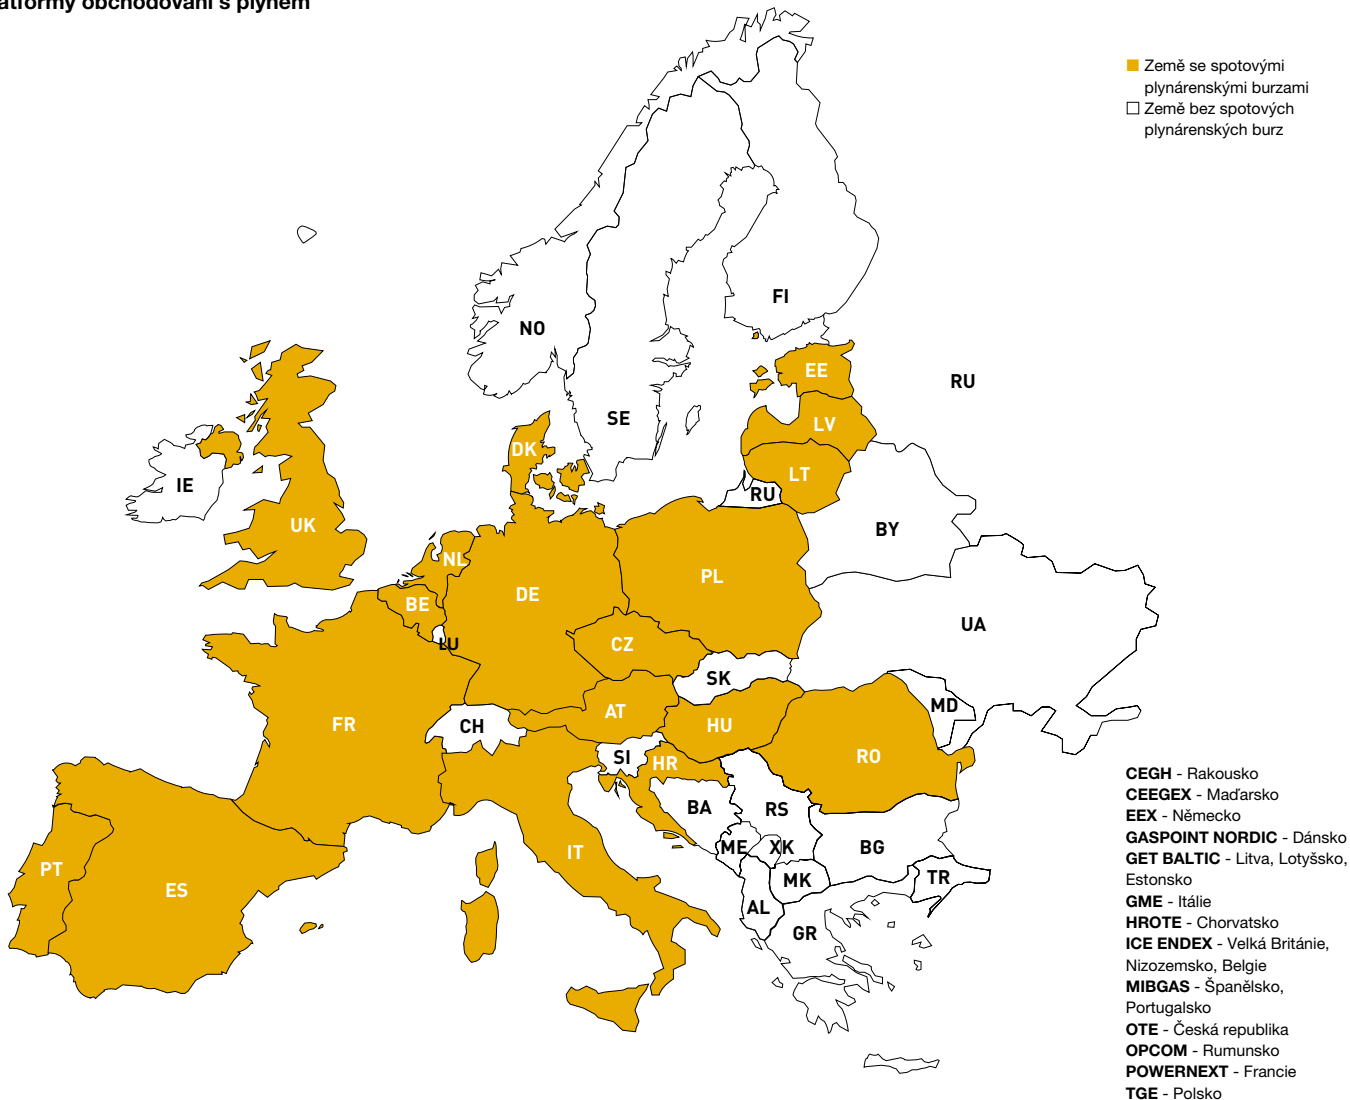 atformy obchodování s plynem
Země se spotovými
plynárenskými burzami
Země bez spotových
plynárenských burz
FI
NO
RU
EE
SE
LV
DK
LT
IE
RU
UK
BY
NL
PL
DE
BE
UA
CZ
LU
SK
MD
AT
FR
CH
HU
SI
RO
HR
CEGH - Rakousko
CEEGEX - Maďarsko
EEX - Německo
GASPOINT NORDIC - Dánsko
GET BALTIC - Litva, Lotyšsko,
Estonsko
GME - Itálie
HROTE - Chorvatsko
ICE ENDEX - Velká Británie,
Nizozemsko, Belgie
MIBGAS - Španělsko,
Portugalsko
OTE - Česká republika
OPCOM - Rumunsko
POWERNEXT - Francie
TGE - Polsko
BA
RS
ME
XK
BG
IT
PT
MK
TR
ES
AL
GR